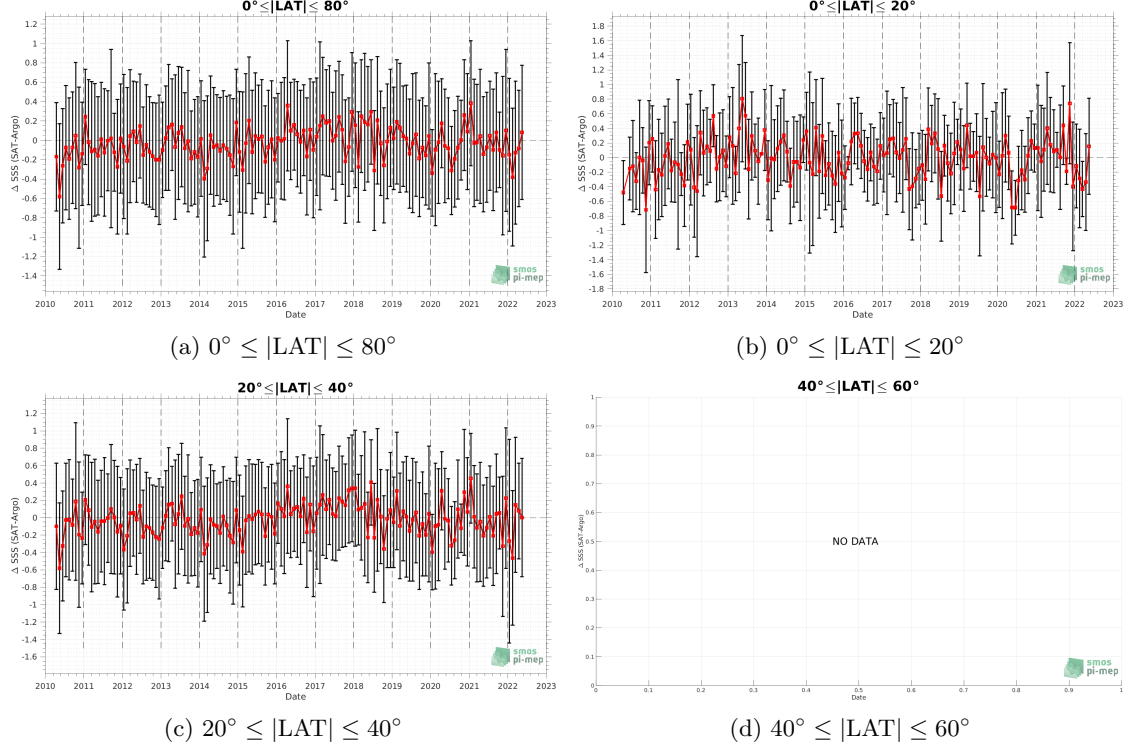 0°≤|LAT|≤ 80°
Δ SSS (SAT-Argo)
1.2
1
0.8
0.6
0.4
0.2
0
-0.2
-0.4
-0.6
-0.8
-1
-1.2
-1.4
2010 2011 2012 2013 2014 2015 2016 2017 2018 2019 2020 2021 2022 2023
Date
smos
pi-mep
(a) 0° ≤ |LAT| ≤ 80°
0°≤|LAT|≤ 20°
Δ SSS (SAT-Argo)
1.8
1.6
1.4
1.2
1
0.8
0.6
0.4
0.2
0
-0.2
-0.4
-0.6
-0.8
-1
-1.2
-1.4
-1.6
-1.8
2010 2011 2012 2013 2014 2015 2016 2017 2018 2019 2020 2021 2022 2023
Date
smos
pi-mep
(b) 0° ≤ |LAT| ≤ 20°
20°≤|LAT|≤ 40°
Δ SSS (SAT-Argo)
1.2
1
0.8
0.6
0.4
0.2
0
-0.2
-0.4
-0.6
-0.8
-1
-1.2
-1.4
-1.6
2010 2011 2012 2013 2014 2015 2016 2017 2018 2019 2020 2021 2022 2023
Date
smos
pi-mep
(c) 20° ≤ |LAT| ≤ 40°
40°≤|LAT|≤ 60°
Δ SSS (SAT-Argo)
1
0.9
0.8
0.7
0.6
0.5
0.4
0.3
0.2
0.1
0
NO DATA
0 0.1 0.2 0.3 0.4 0.5 0.6 0.7 0.8 0.9 1
Date
smos
pi-mep
(d) 40° ≤ |LAT| ≤ 60°